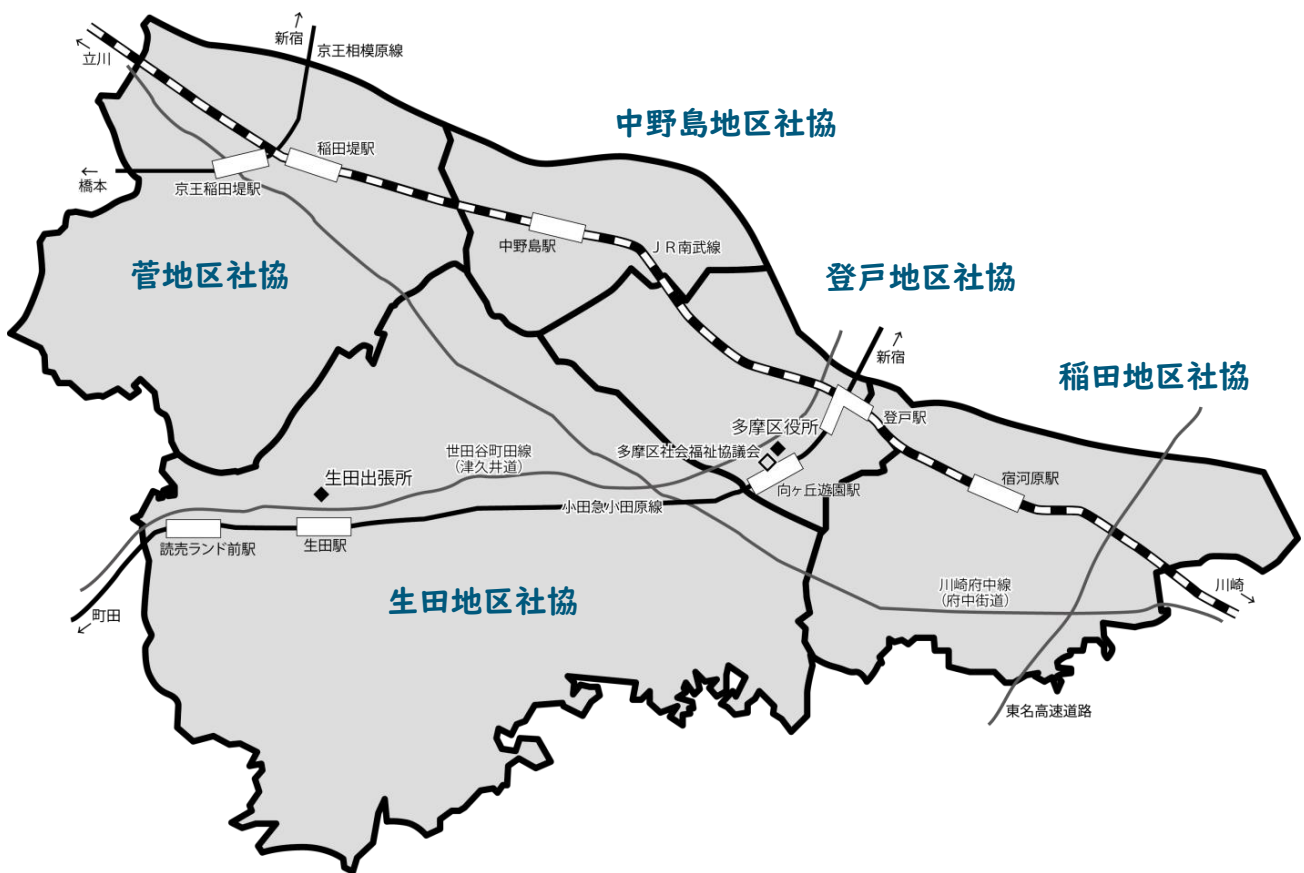 新宿
京王相模原線
立川
中野島地区社協
稲田堤駅
橋本
京王稲田堤駅
中野島駅
ＪＲ南武線
菅地区社協
登戸地区社協
新宿
稲田地区社協
登戸駅
多摩区役所
世田谷町田線
（津久井道）
多摩区社会福祉協議会
生田出張所
宿河原駅
向ヶ丘遊園駅
小田急小田原線
読売ランド前駅
生田駅
川崎府中線
（府中街道）
川崎
生田地区社協
町田
東名高速道路